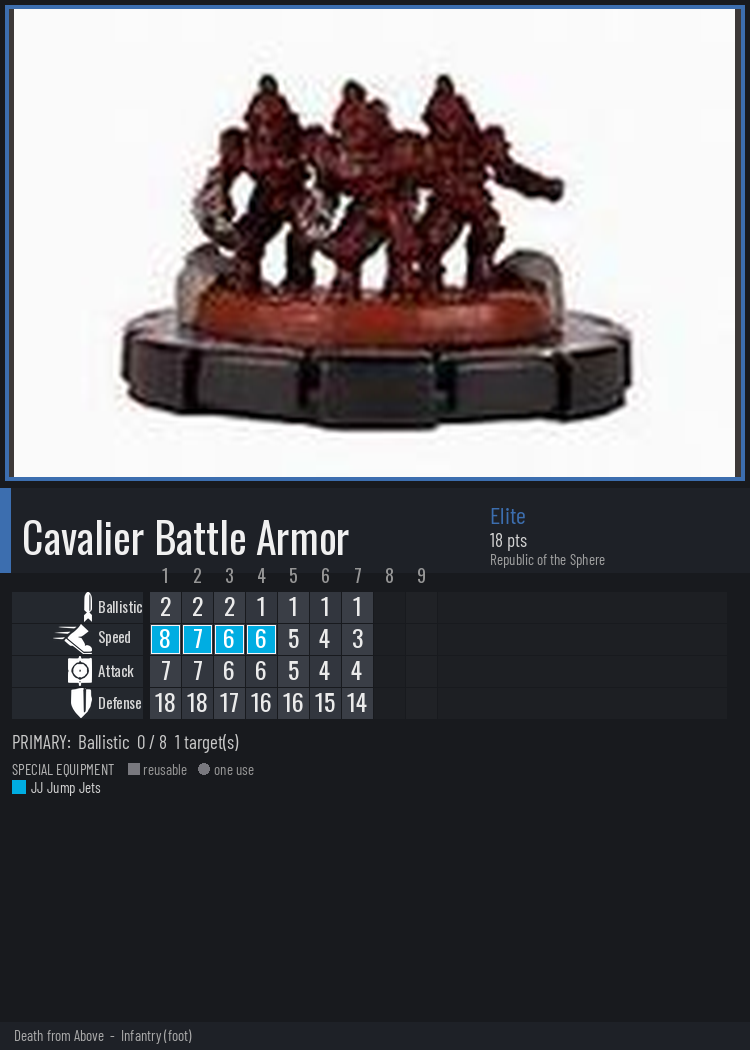 Cavalier Battle Armor
Elite
18 pts
Republic of the Sphere
1 2 3 4 5 6 7 8 9
Ballistic 2 2 2 1 1 1 1
Speed 8 7 6 6 5 4 3
Attack 7 7 6 6 5 4 4
Defense 18 18 17 16 16 15 14
PRIMARY: Ballistic 0 / 8 1 target(s)
SPECIAL EQUIPMENT reusable one use
JJ Jump Jets
Death from Above - Infantry (foot)